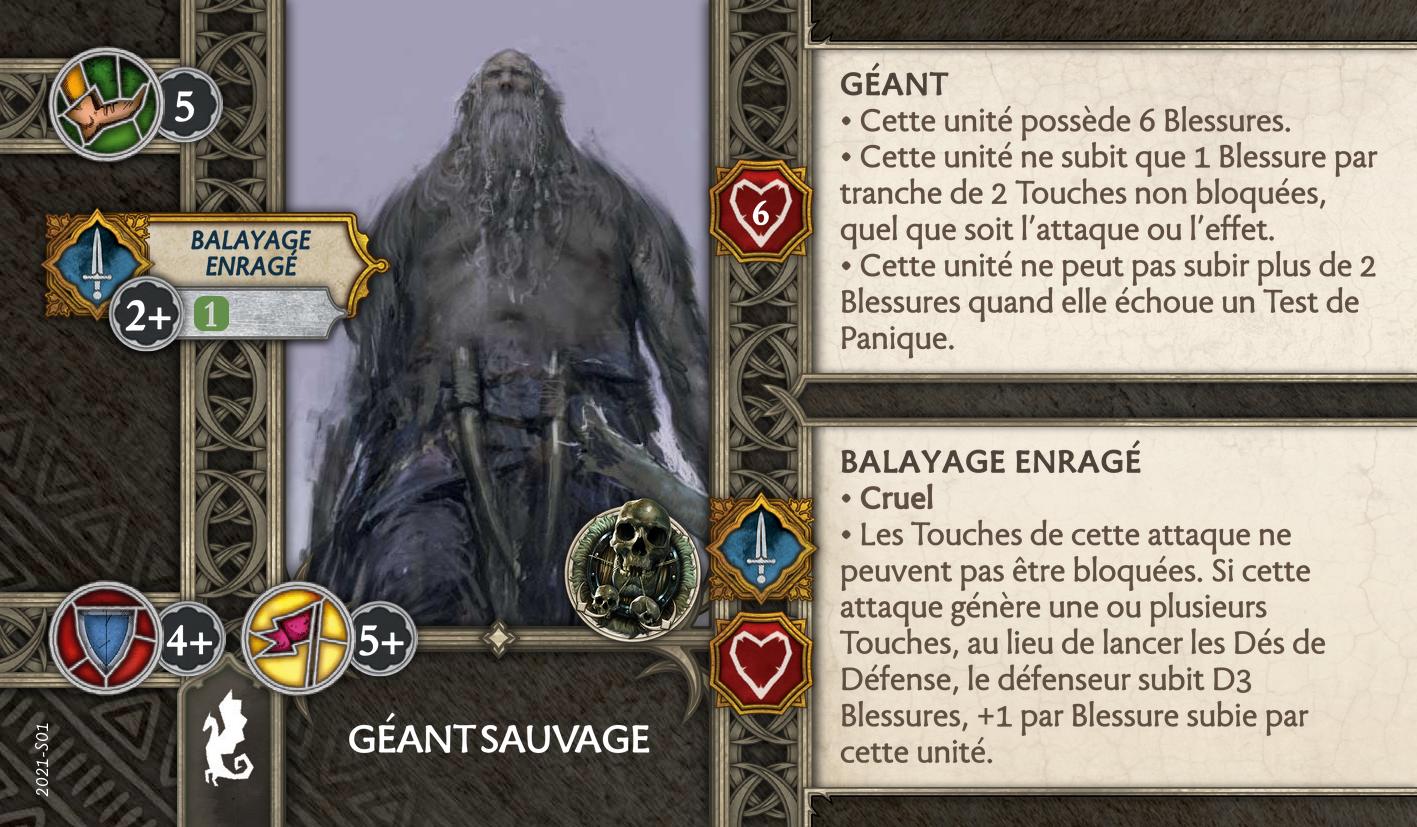 5
BALAYAGE
ENRAGÉ
2+ 1
4+ 5+
GÉANT SAUVAGE
2021-S01
6
GÉANT
• Cette unité possède 6 Blessures.
• Cette unité ne subit que 1 Blessure par
tranche de 2 Touches non bloquées,
quel que soit l'attaque ou l'effet.
• Cette unité ne peut pas subir plus de 2
Blessures quand elle échoue un Test de
Panique.
BALAYAGE ENRAGÉ
• Cruel
• Les Touches de cette attaque ne
peuvent pas être bloquées. Si cette
attaque génère une ou plusieurs
Touches, au lieu de lancer les Dés de
Défense, le défenseur subit D3
Blessures, +1 par Blessure subie par
cette unité.